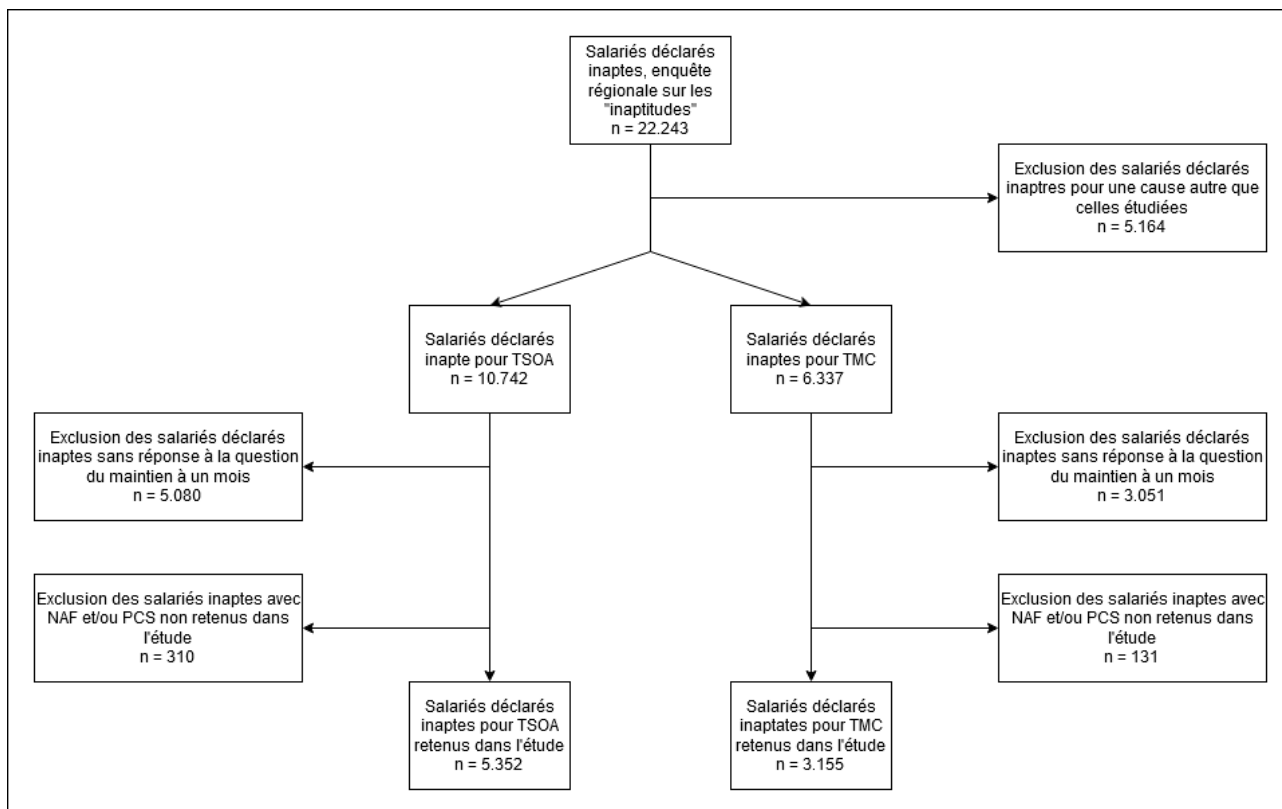 Salariés déclarés
inaptes, enquête
régionale sur les
"inaptitudes"
n = 22.243
Exclusion des salariés déclarés
inaptres pour une cause autre que
celles étudiées
n = 5.164
Salariés déclarés
inapte pour TSOA
n = 10.742
Salariés déclarés
inaptes pour TMC
n = 6.337
Exclusion des salariés déclarés
inaptes sans réponse à la question
du maintien à un mois
n = 5.080
Exclusion des salariés déclarés
inaptes sans réponse à la question
du maintien à un mois
n = 3.051
Exclusion des salariés inaptes avec
NAF et/ou PCS non retenus dans
l'étude
n = 310
Exclusion des salariés inaptes avec
NAF et/ou PCS non retenus dans
l'étude
n = 131
Salariés déclarés
inaptes pour TSOA
retenus dans l'étude
n = 5.352
Salariés déclarés
inaptates pour TMC
retenus dans l'étude
n = 3.155